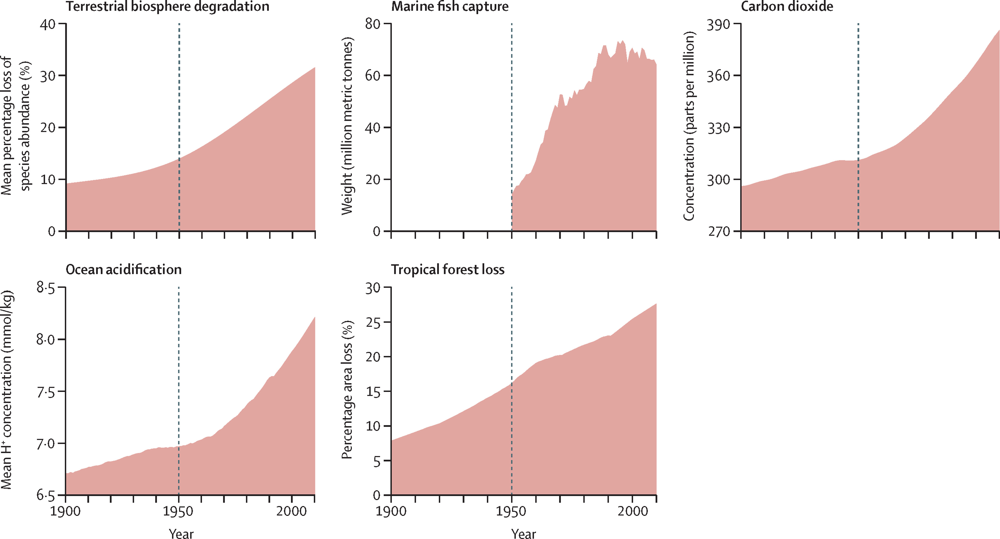 Terrestrial biosphere degradation
Mean percentage loss of
species abundance (%)
40
30
20
10
0
Marine fish capture
Weight (million metric tonnes)
80
60
40
20
0
Carbon dioxide
Concentration (parts per million)
390
360
330
300
270
Ocean acidification
Mean H⁺ concentration (mmol/kg)
8·5
8·0
7·5
7·0
6·5
1900 1950 2000
Year
Tropical forest loss
Percentage area loss (%)
30
25
20
15
10
5
0
1900 1950 2000
Year